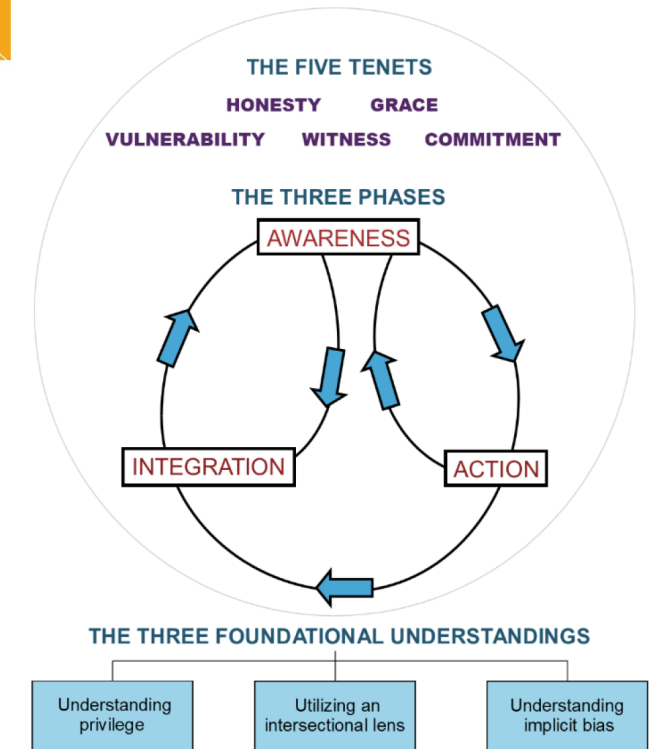 THE FIVE TENETS
HONESTY GRACE
VULNERABILITY WITNESS COMMITMENT
THE THREE PHASES
AWARENESS
INTEGRATION
ACTION
THE THREE FOUNDATIONAL UNDERSTANDINGS
Understanding
privilege
Utilizing an
intersectional lens
Understanding
implicit bias